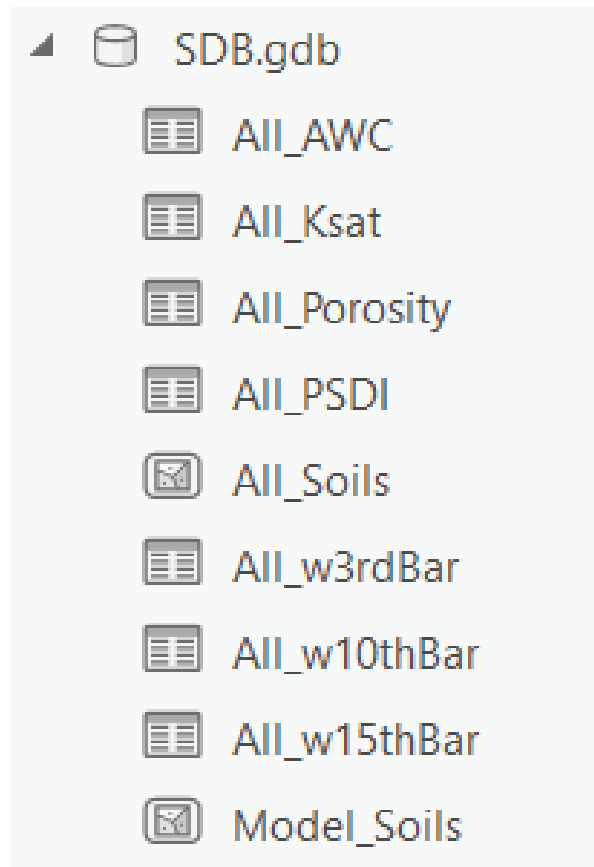 SDB.gdb
All_AWC
All_Ksat
All_Porosity
All_PSDI
All_Soils
All_w3rdBar
All_w10thBar
All_w15thBar
Model_Soils